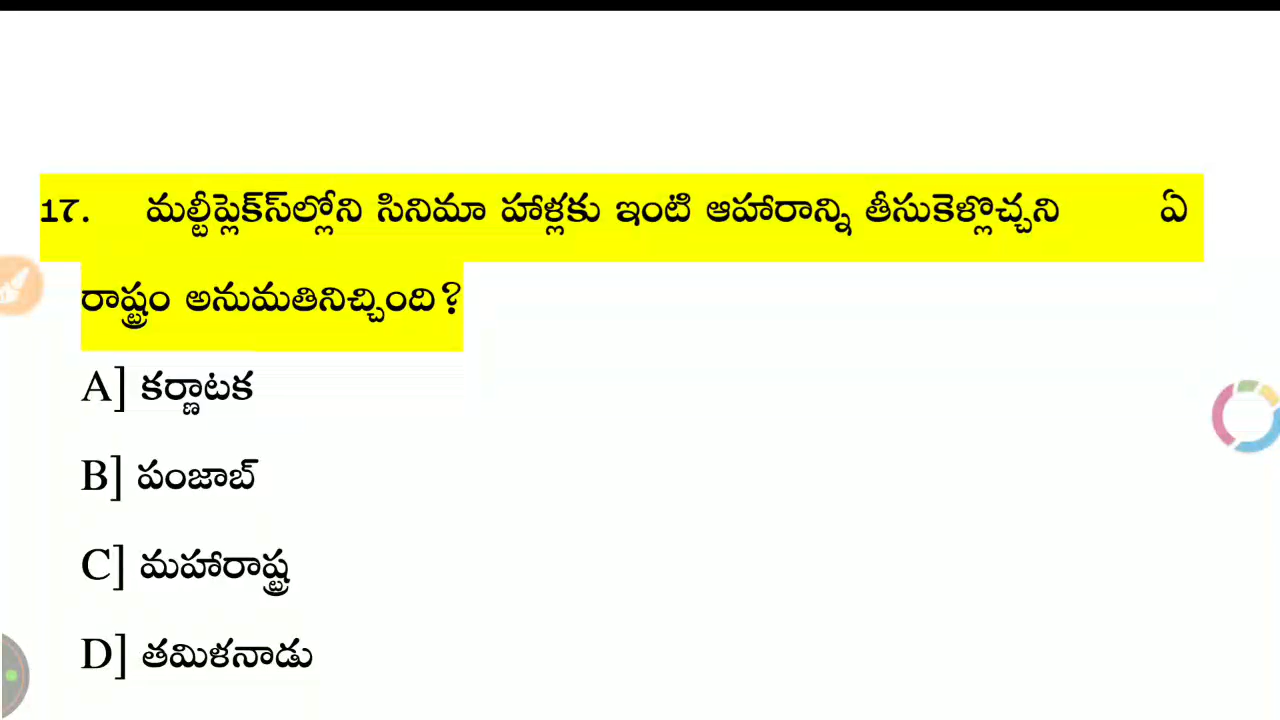 17. మల్టీప్లెక్స్‌ల్లోని సినిమా హాళ్లకు ఇంటి ఆహారాన్ని తీసుకెళ్లొచ్చని ఏ
రాష్ట్రం అనుమతినిచ్చింది?
A] కర్ణాటక
B] పంజాబ్
C] మహారాష్ట్ర
D] తమిళనాడు